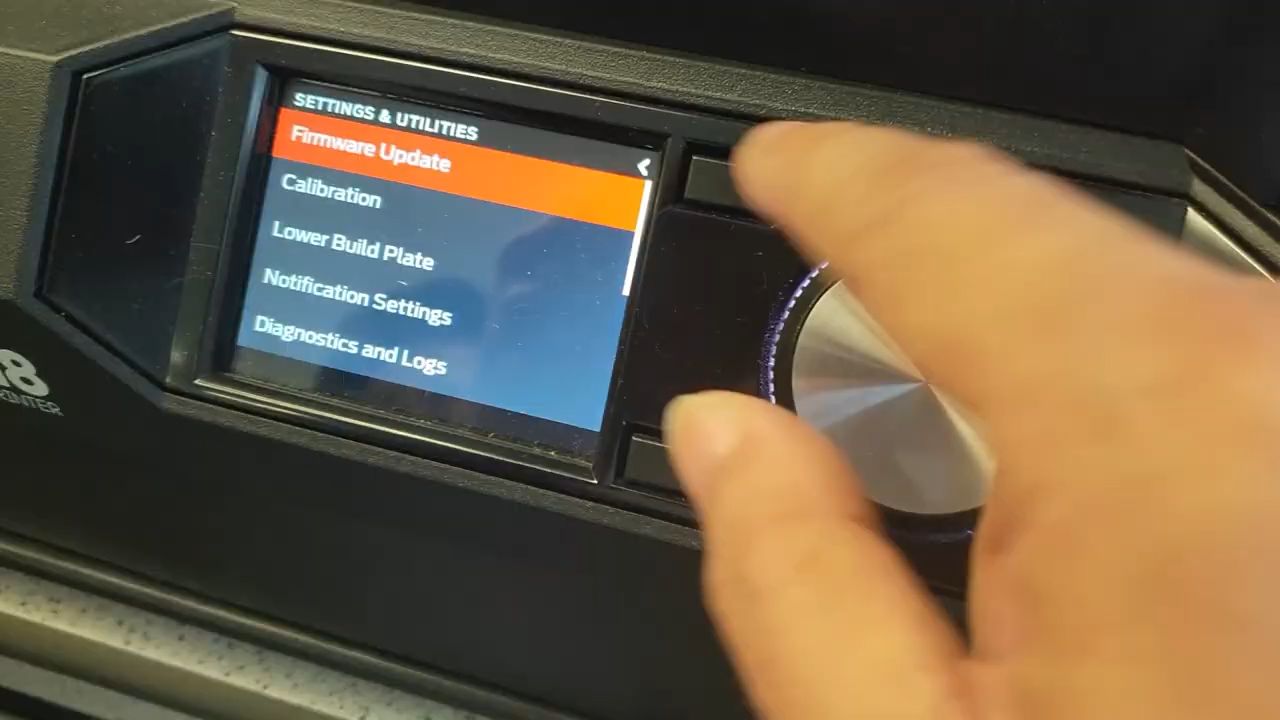 SETTINGS & UTILITIES
Firmware Update
Calibration
Lower Build Plate
Notification Settings
Diagnostics and Logs